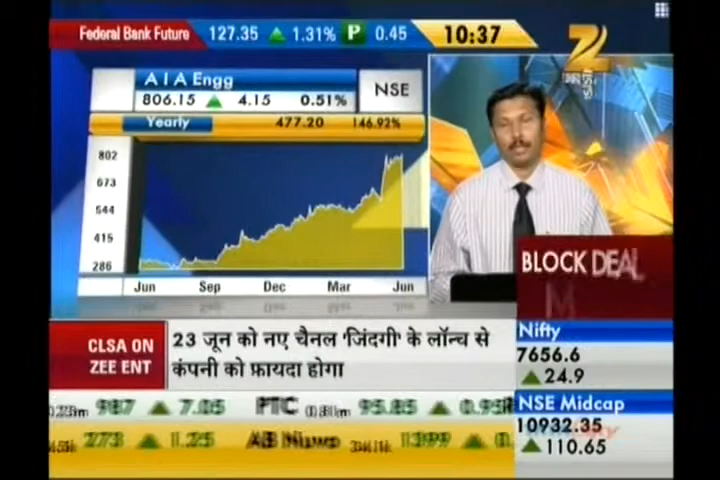 Federal Bank Future 127.35 ▲ 1.31% P 0.45 10:37
A I A Engg
806.15 ▲ 4.15 0.51%
NSE
Yearly 477.20 146.92%
802
673
544
415
286
Jun Sep Dec Mar Jun
BLOCK DEAL
CLSA ON
ZEE ENT
23 जून को नए चैनल 'जिंदगी' के लॉन्च से
कंपनी को फ़ायदा होगा
Nifty
7656.6
▲ 24.9
NSE Midcap
10932.35
▲ 110.65
987 ▲ 7.05 PTC 95.85 ▲
273 ▲ 1.25